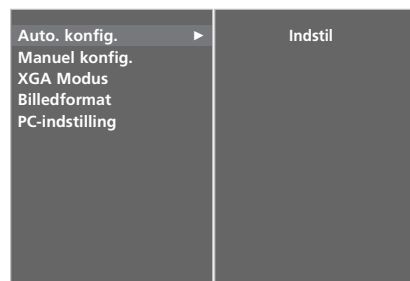 Auto. konfig. ► Indstil
Manuel konfig.
XGA Modus
Billedformat
PC-indstilling